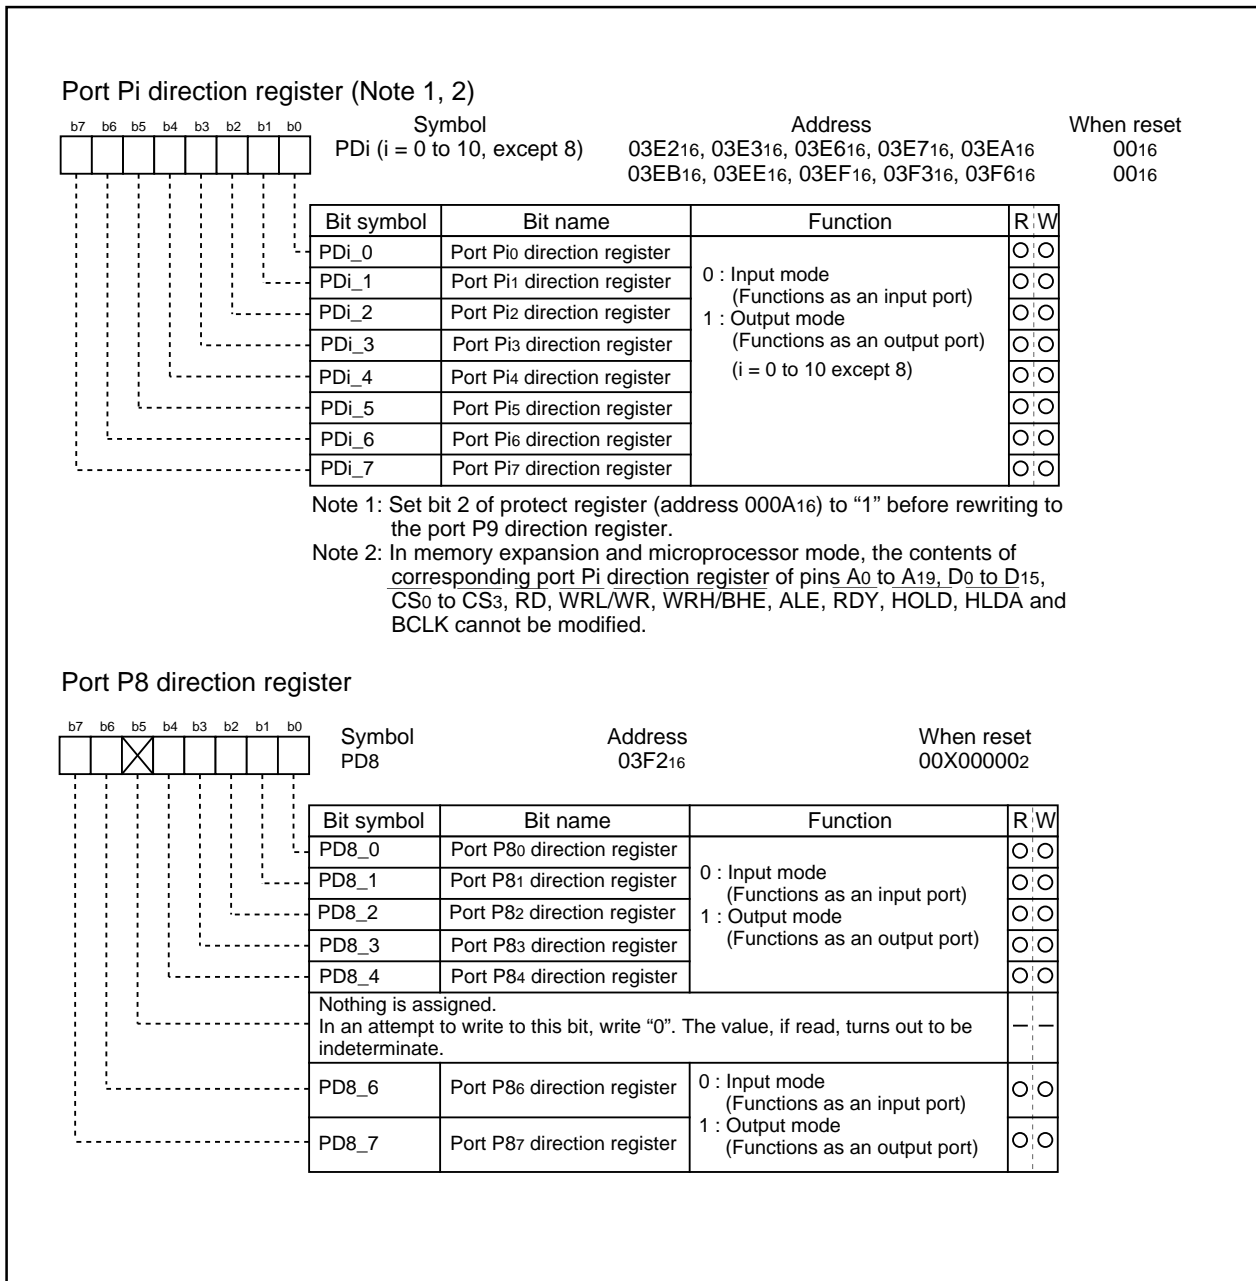 Port Pi direction register (Note 1, 2)
b7 b6 b5 b4 b3 b2 b1 b0
Symbol Address When reset
PDi (i = 0 to 10, except 8) 03E216, 03E316, 03E616, 03E716, 03EA16 0016
03EB16, 03EE16, 03EF16, 03F316, 03F616 0016
Bit symbol Bit name Function R W
PDi_0 Port Pi0 direction register
PDi_1 Port Pi1 direction register
PDi_2 Port Pi2 direction register
PDi_3 Port Pi3 direction register
PDi_4 Port Pi4 direction register
PDi_5 Port Pi5 direction register
PDi_6 Port Pi6 direction register
PDi_7 Port Pi7 direction register
0 : Input mode
(Functions as an input port)
1 : Output mode
(Functions as an output port)
(i = 0 to 10 except 8)
Note 1: Set bit 2 of protect register (address 000A16) to “1” before rewriting to
the port P9 direction register.
Note 2: In memory expansion and microprocessor mode, the contents of
corresponding port Pi direction register of pins A0 to A19, D0 to D15,
CS0 to CS3, RD, WRL/WR, WRH/BHE, ALE, RDY, HOLD, HLDA and
BCLK cannot be modified.
Port P8 direction register
b7 b6 b5 b4 b3 b2 b1 b0
Symbol Address When reset
PD8 03F216 00X000002
Bit symbol Bit name Function R W
PD8_0 Port P80 direction register
PD8_1 Port P81 direction register
PD8_2 Port P82 direction register
PD8_3 Port P83 direction register
PD8_4 Port P84 direction register
0 : Input mode
(Functions as an input port)
1 : Output mode
(Functions as an output port)
Nothing is assigned.
In an attempt to write to this bit, write “0”. The value, if read, turns out to be
indeterminate.
PD8_6 Port P86 direction register
PD8_7 Port P87 direction register
0 : Input mode
(Functions as an input port)
1 : Output mode
(Functions as an output port)